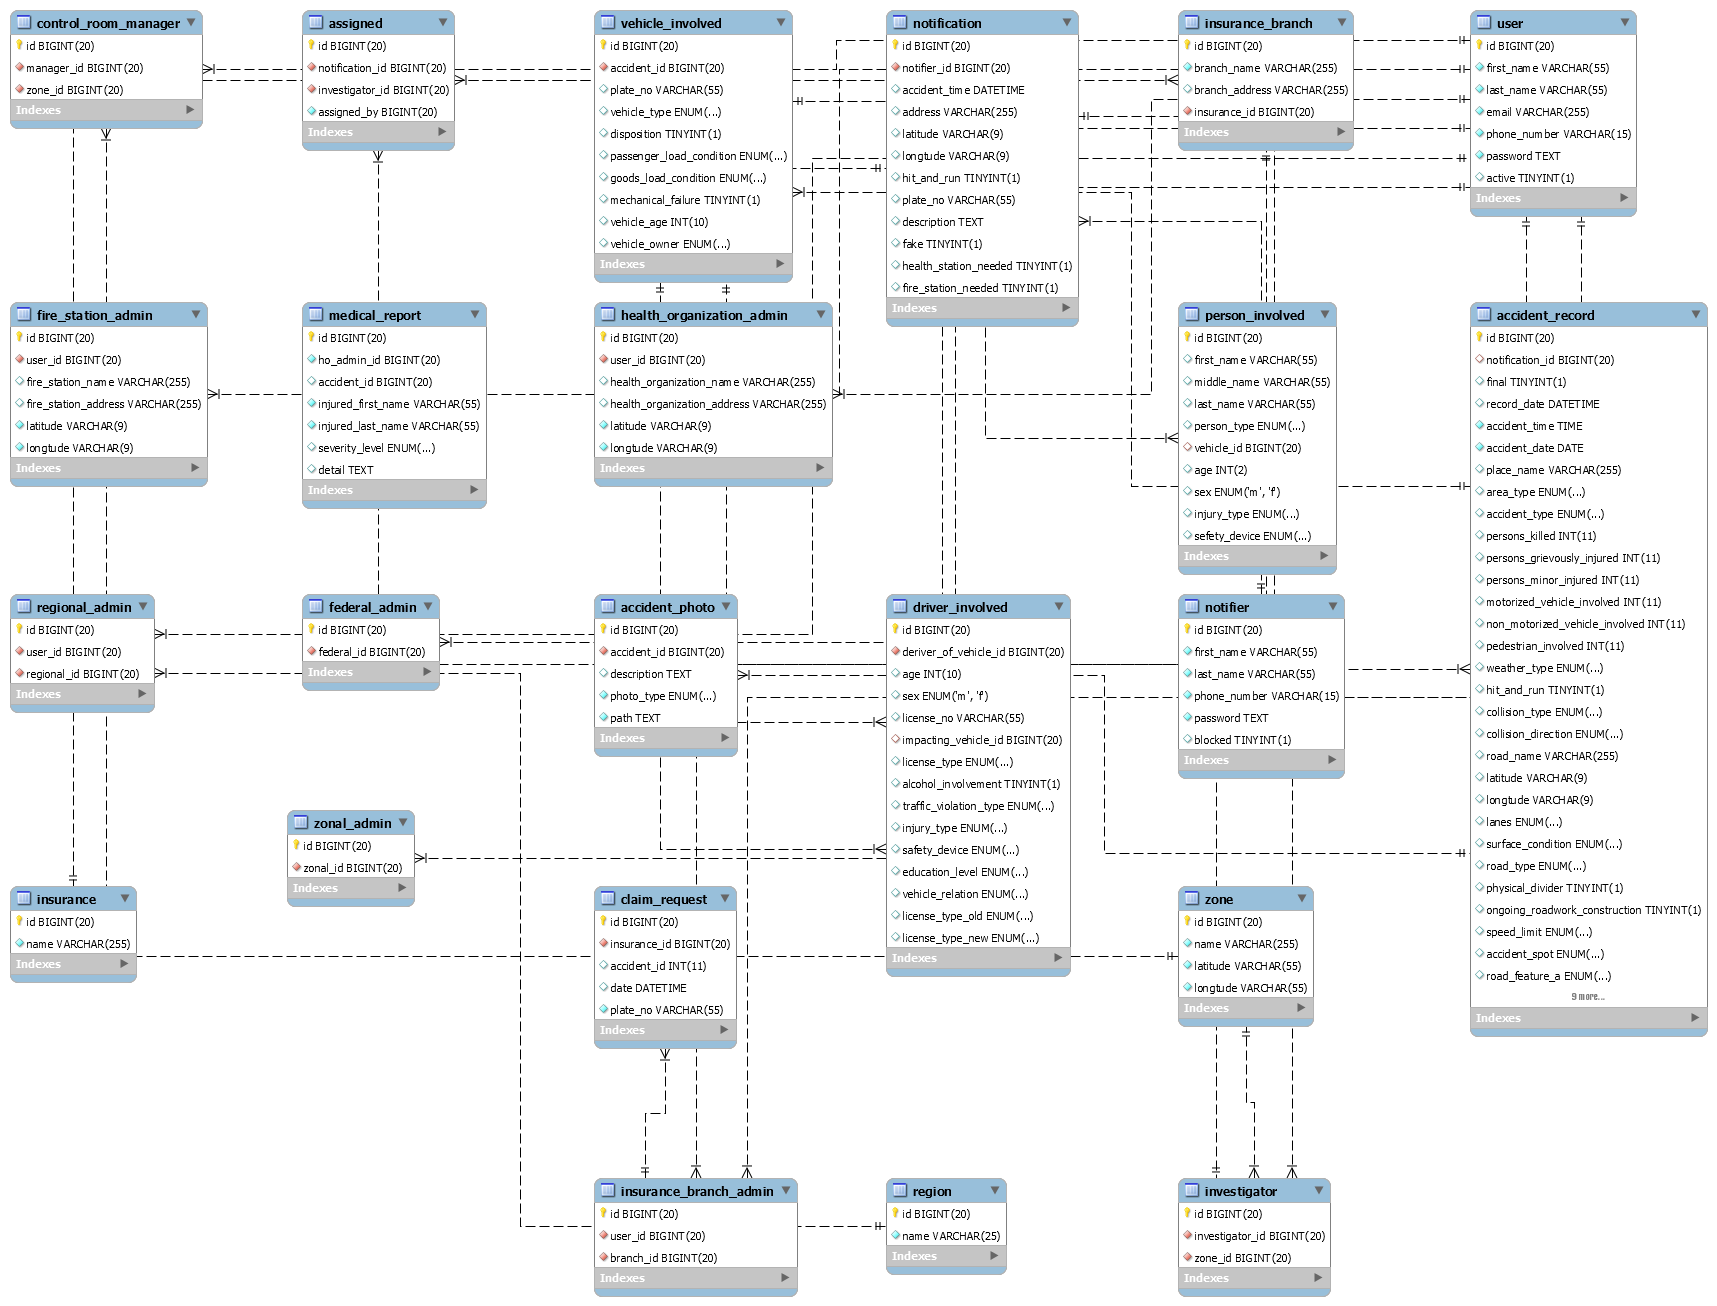 control_room_manager
id BIGINT(20)
manager_id BIGINT(20)
zone_id BIGINT(20)
Indexes
assigned
id BIGINT(20)
notification_id BIGINT(20)
investigator_id BIGINT(20)
assigned_by BIGINT(20)
Indexes
vehicle_involved
id BIGINT(20)
accident_id BIGINT(20)
plate_no VARCHAR(55)
vehicle_type ENUM(...)
disposition TINYINT(1)
passenger_load_condition ENUM(...)
goods_load_condition ENUM(...)
mechanical_failure TINYINT(1)
vehicle_age INT(10)
vehicle_owner ENUM(...)
Indexes
notification
id BIGINT(20)
notifier_id BIGINT(20)
accident_time DATETIME
address VARCHAR(255)
latitude VARCHAR(9)
longtude VARCHAR(9)
hit_and_run TINYINT(1)
plate_no VARCHAR(55)
description TEXT
fake TINYINT(1)
health_station_needed TINYINT(1)
fire_station_needed TINYINT(1)
Indexes
insurance_branch
id BIGINT(20)
branch_name VARCHAR(255)
branch_address VARCHAR(255)
insurance_id BIGINT(20)
Indexes
user
id BIGINT(20)
first_name VARCHAR(55)
last_name VARCHAR(55)
email VARCHAR(255)
phone_number VARCHAR(15)
password TEXT
active TINYINT(1)
Indexes
fire_station_admin
id BIGINT(20)
user_id BIGINT(20)
fire_station_name VARCHAR(255)
fire_station_address VARCHAR(255)
latitude VARCHAR(9)
longtude VARCHAR(9)
Indexes
medical_report
id BIGINT(20)
ho_admin_id BIGINT(20)
accident_id BIGINT(20)
injured_first_name VARCHAR(55)
injured_last_name VARCHAR(55)
severity_level ENUM(...)
detail TEXT
Indexes
health_organization_admin
id BIGINT(20)
user_id BIGINT(20)
health_organization_name VARCHAR(255)
health_organization_address VARCHAR(255)
latitude VARCHAR(9)
longtude VARCHAR(9)
Indexes
person_involved
id BIGINT(20)
first_name VARCHAR(55)
middle_name VARCHAR(55)
last_name VARCHAR(55)
person_type ENUM(...)
vehicle_id BIGINT(20)
age INT(2)
sex ENUM('m', 'f')
injury_type ENUM(...)
sefety_device ENUM(...)
Indexes
accident_record
id BIGINT(20)
notification_id BIGINT(20)
final TINYINT(1)
record_date DATETIME
accident_time TIME
accident_date DATE
place_name VARCHAR(255)
area_type ENUM(...)
accident_type ENUM(...)
persons_killed INT(11)
persons_grievously_injured INT(11)
persons_minor_injured INT(11)
motorized_vehicle_involved INT(11)
non_motorized_vehicle_involved INT(11)
pedestrian_involved INT(11)
weather_type ENUM(...)
hit_and_run TINYINT(1)
collision_type ENUM(...)
collision_direction ENUM(...)
road_name VARCHAR(255)
latitude VARCHAR(9)
longtude VARCHAR(9)
lanes ENUM(...)
surface_condition ENUM(...)
road_type ENUM(...)
physical_divider TINYINT(1)
ongoing_roadwork_construction TINYINT(1)
speed_limit ENUM(...)
accident_spot ENUM(...)
road_feature_a ENUM(...)
9 more...
Indexes
regional_admin
id BIGINT(20)
user_id BIGINT(20)
regional_id BIGINT(20)
Indexes
federal_admin
id BIGINT(20)
federal_id BIGINT(20)
Indexes
accident_photo
id BIGINT(20)
accident_id BIGINT(20)
description TEXT
photo_type ENUM(...)
path TEXT
Indexes
driver_involved
id BIGINT(20)
deriver_of_vehicle_id BIGINT(20)
age INT(10)
sex ENUM('m', 'f')
license_no VARCHAR(55)
impacting_vehicle_id BIGINT(20)
license_type ENUM(...)
alcohol_involvement TINYINT(1)
traffic_violation_type ENUM(...)
injury_type ENUM(...)
safety_device ENUM(...)
education_level ENUM(...)
vehicle_relation ENUM(...)
license_type_old ENUM(...)
license_type_new ENUM(...)
Indexes
notifier
id BIGINT(20)
first_name VARCHAR(55)
last_name VARCHAR(55)
phone_number VARCHAR(15)
password TEXT
blocked TINYINT(1)
Indexes
zonal_admin
id BIGINT(20)
zonal_id BIGINT(20)
Indexes
insurance
id BIGINT(20)
name VARCHAR(255)
Indexes
claim_request
id BIGINT(20)
insurance_id BIGINT(20)
accident_id INT(11)
date DATETIME
plate_no VARCHAR(55)
Indexes
zone
id BIGINT(20)
name VARCHAR(255)
latitude VARCHAR(55)
longtude VARCHAR(55)
Indexes
insurance_branch_admin
id BIGINT(20)
user_id BIGINT(20)
branch_id BIGINT(20)
Indexes
region
id BIGINT(20)
name VARCHAR(25)
Indexes
investigator
id BIGINT(20)
investigator_id BIGINT(20)
zone_id BIGINT(20)
Indexes